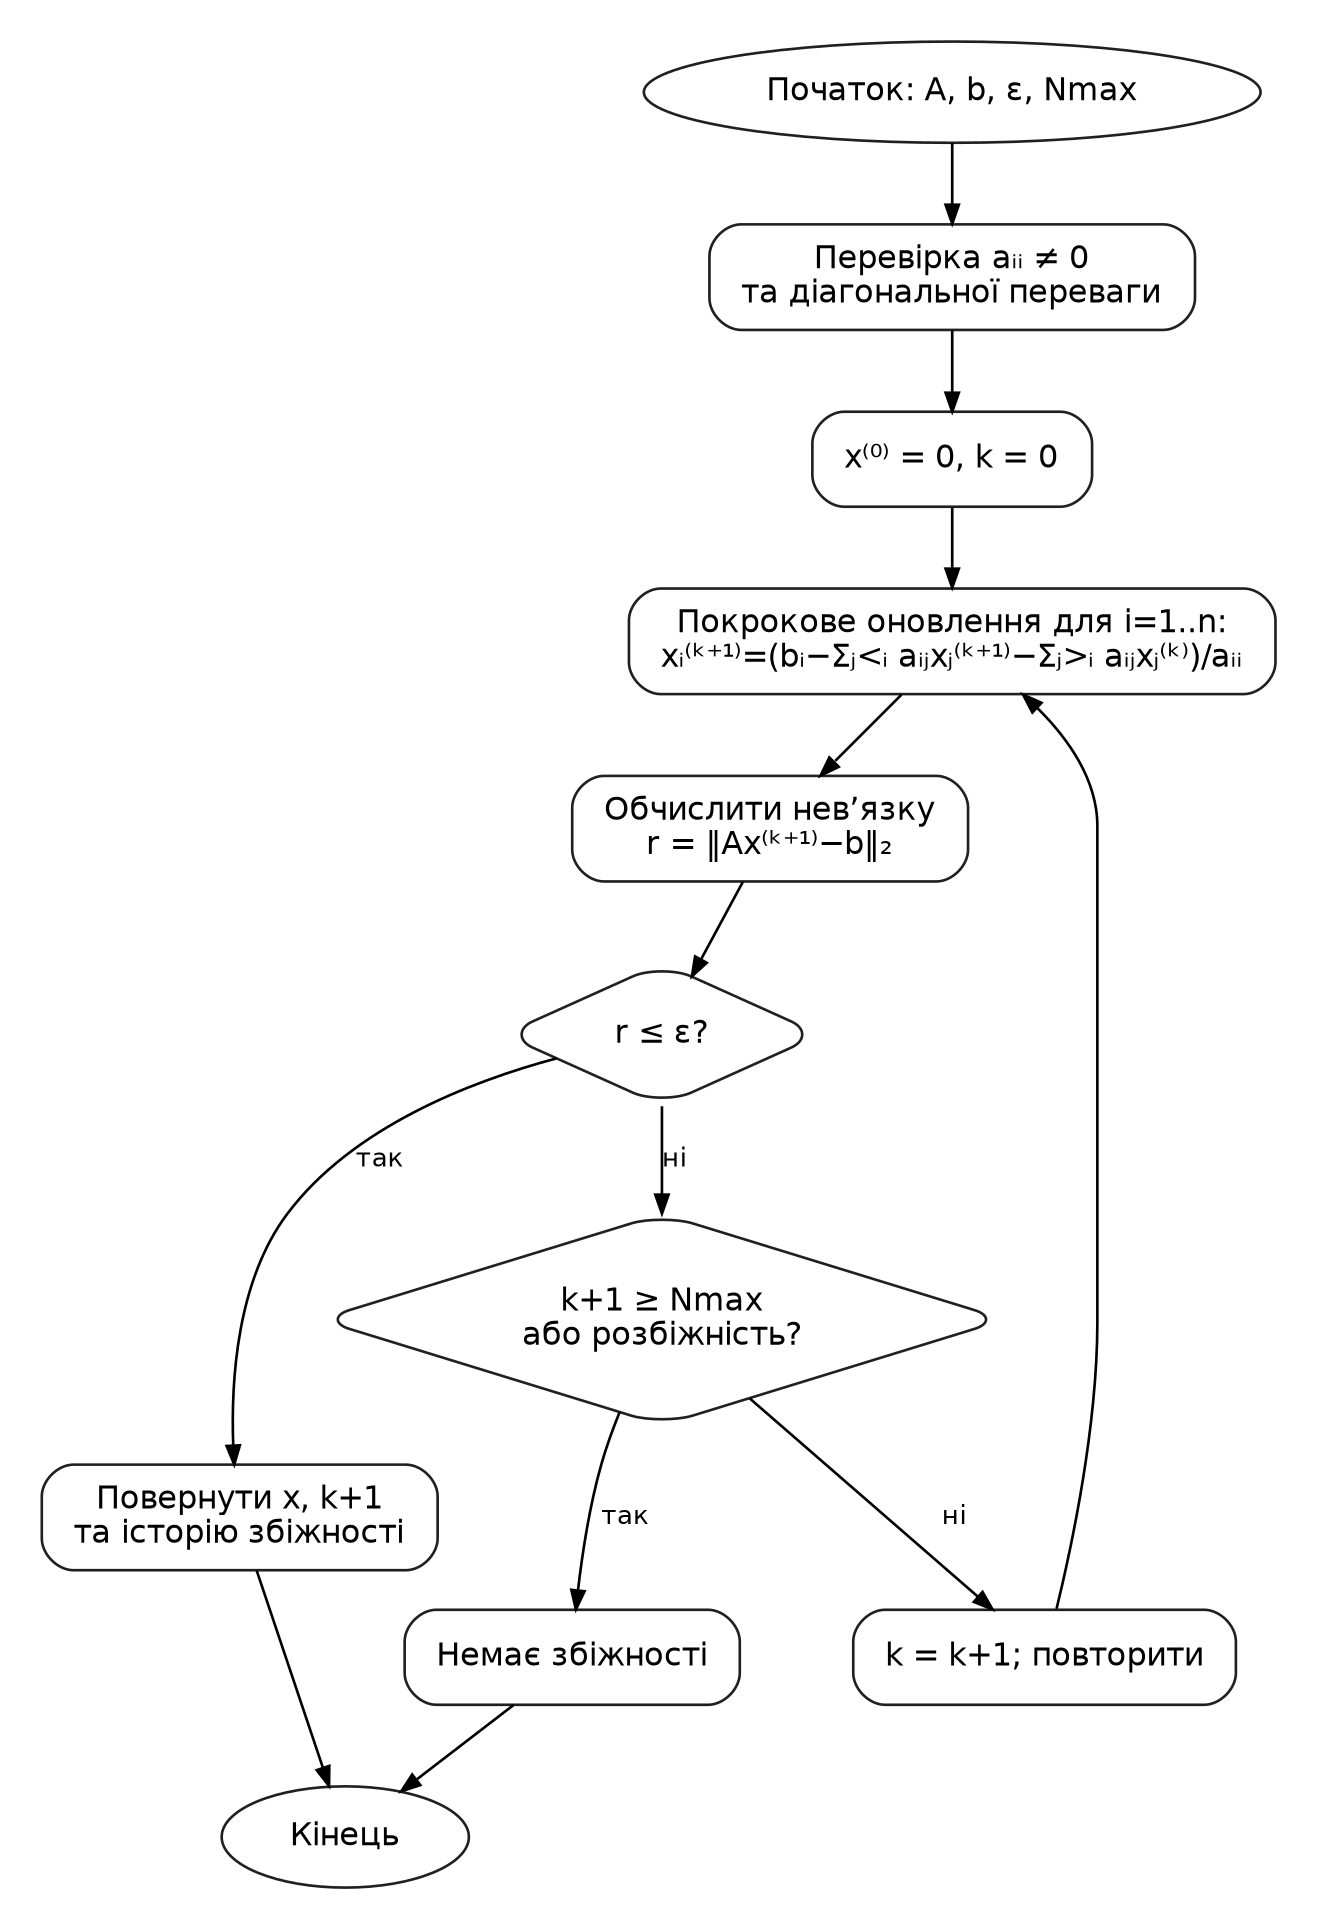 Початок: A, b, ε, Nmax
Перевірка aᵢᵢ ≠ 0
та діагональної переваги
x⁽⁰⁾ = 0, k = 0
Покрокове оновлення для i=1..n:
xᵢ⁽ᵏ⁺¹⁾=(bᵢ−Σⱼ<ᵢ aᵢⱼxⱼ⁽ᵏ⁺¹⁾−Σⱼ>ᵢ aᵢⱼxⱼ⁽ᵏ⁾)/aᵢᵢ
Обчислити нев’язку
r = ‖Ax⁽ᵏ⁺¹⁾−b‖₂
r ≤ ε?
так
ні
k+1 ≥ Nmax
або розбіжність?
Повернути x, k+1
та історію збіжності
так
ні
Немає збіжності
k = k+1; повторити
Кінець